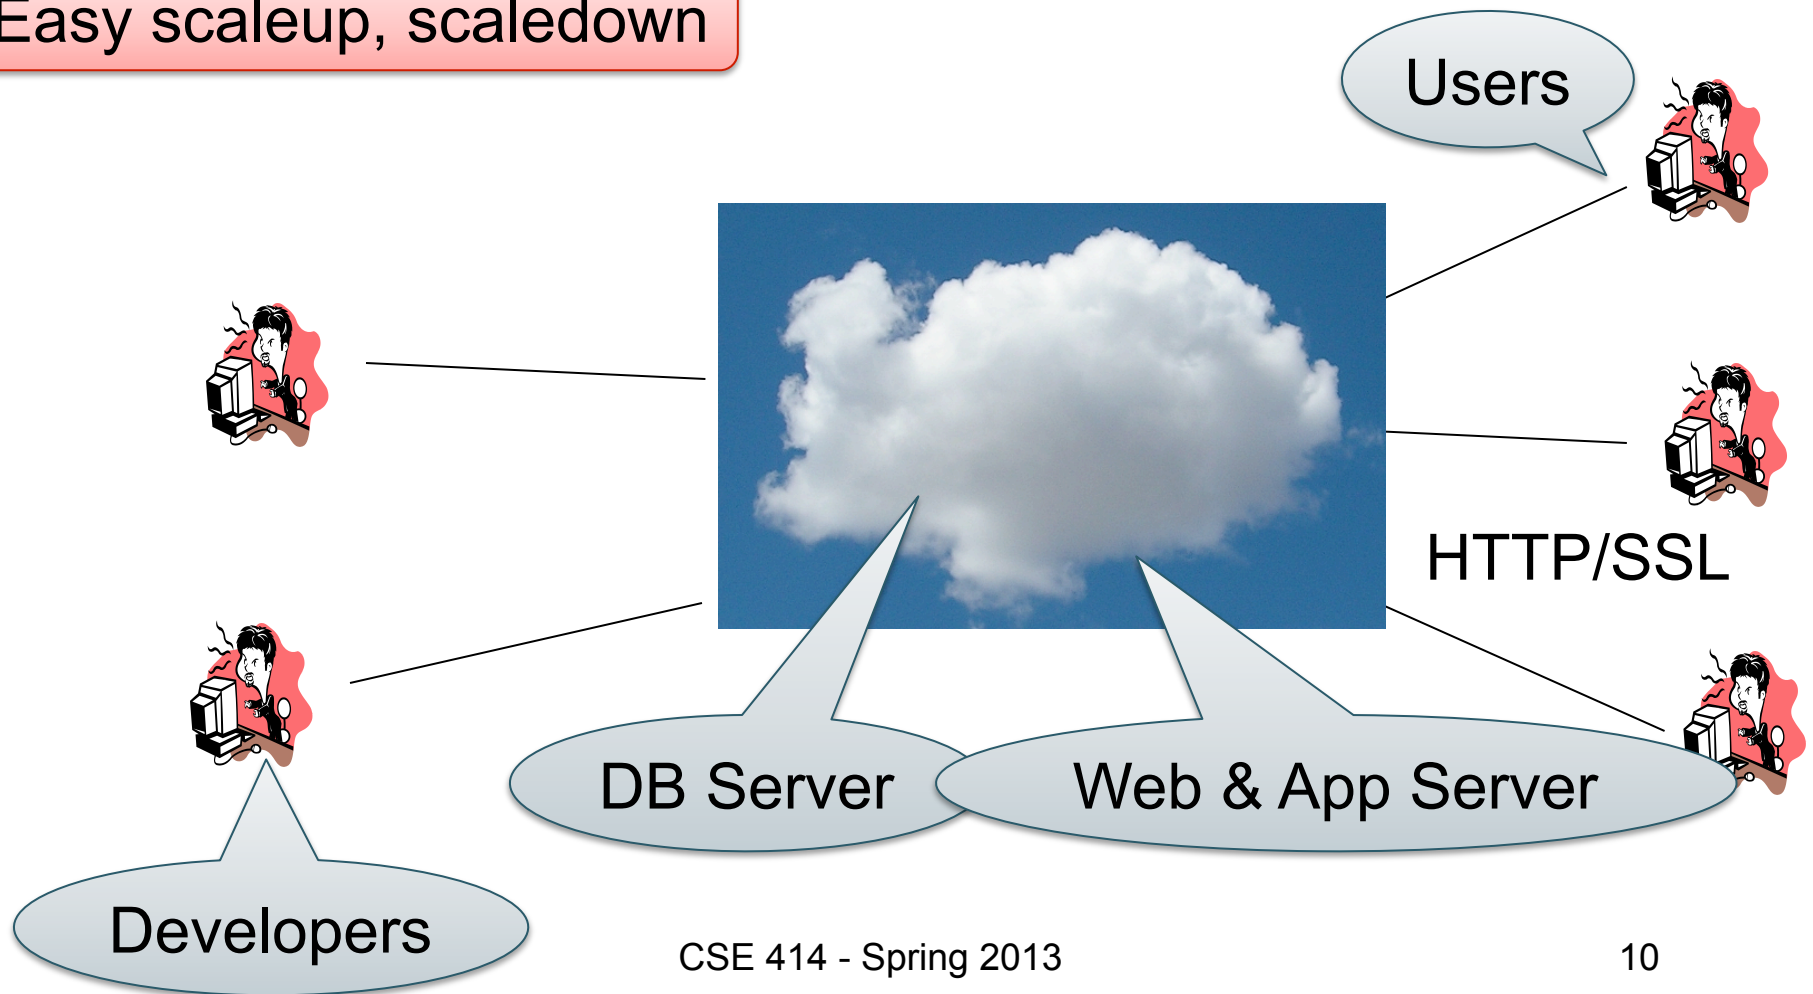 Easy scaleup, scaledown
Users
HTTP/SSL
DB Server
Web & App Server
Developers
CSE 414 - Spring 2013
10